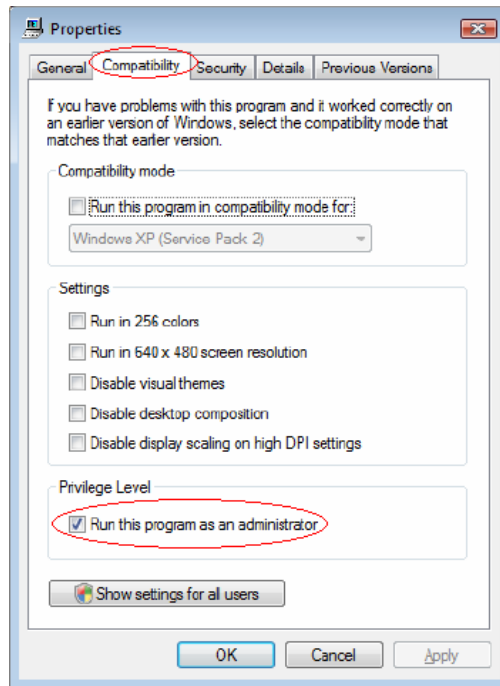 Properties
General Compatibility Security Details Previous Versions
If you have problems with this program and it worked correctly on
an earlier version of Windows, select the compatibility mode that
matches that earlier version.
Compatibility mode
Run this program in compatibility mode for:
Windows XP (Service Pack 2)
Settings
Run in 256 colors
Run in 640 x 480 screen resolution
Disable visual themes
Disable desktop composition
Disable display scaling on high DPI settings
Privilege Level
Run this program as an administrator
Show settings for all users
OK Cancel Apply